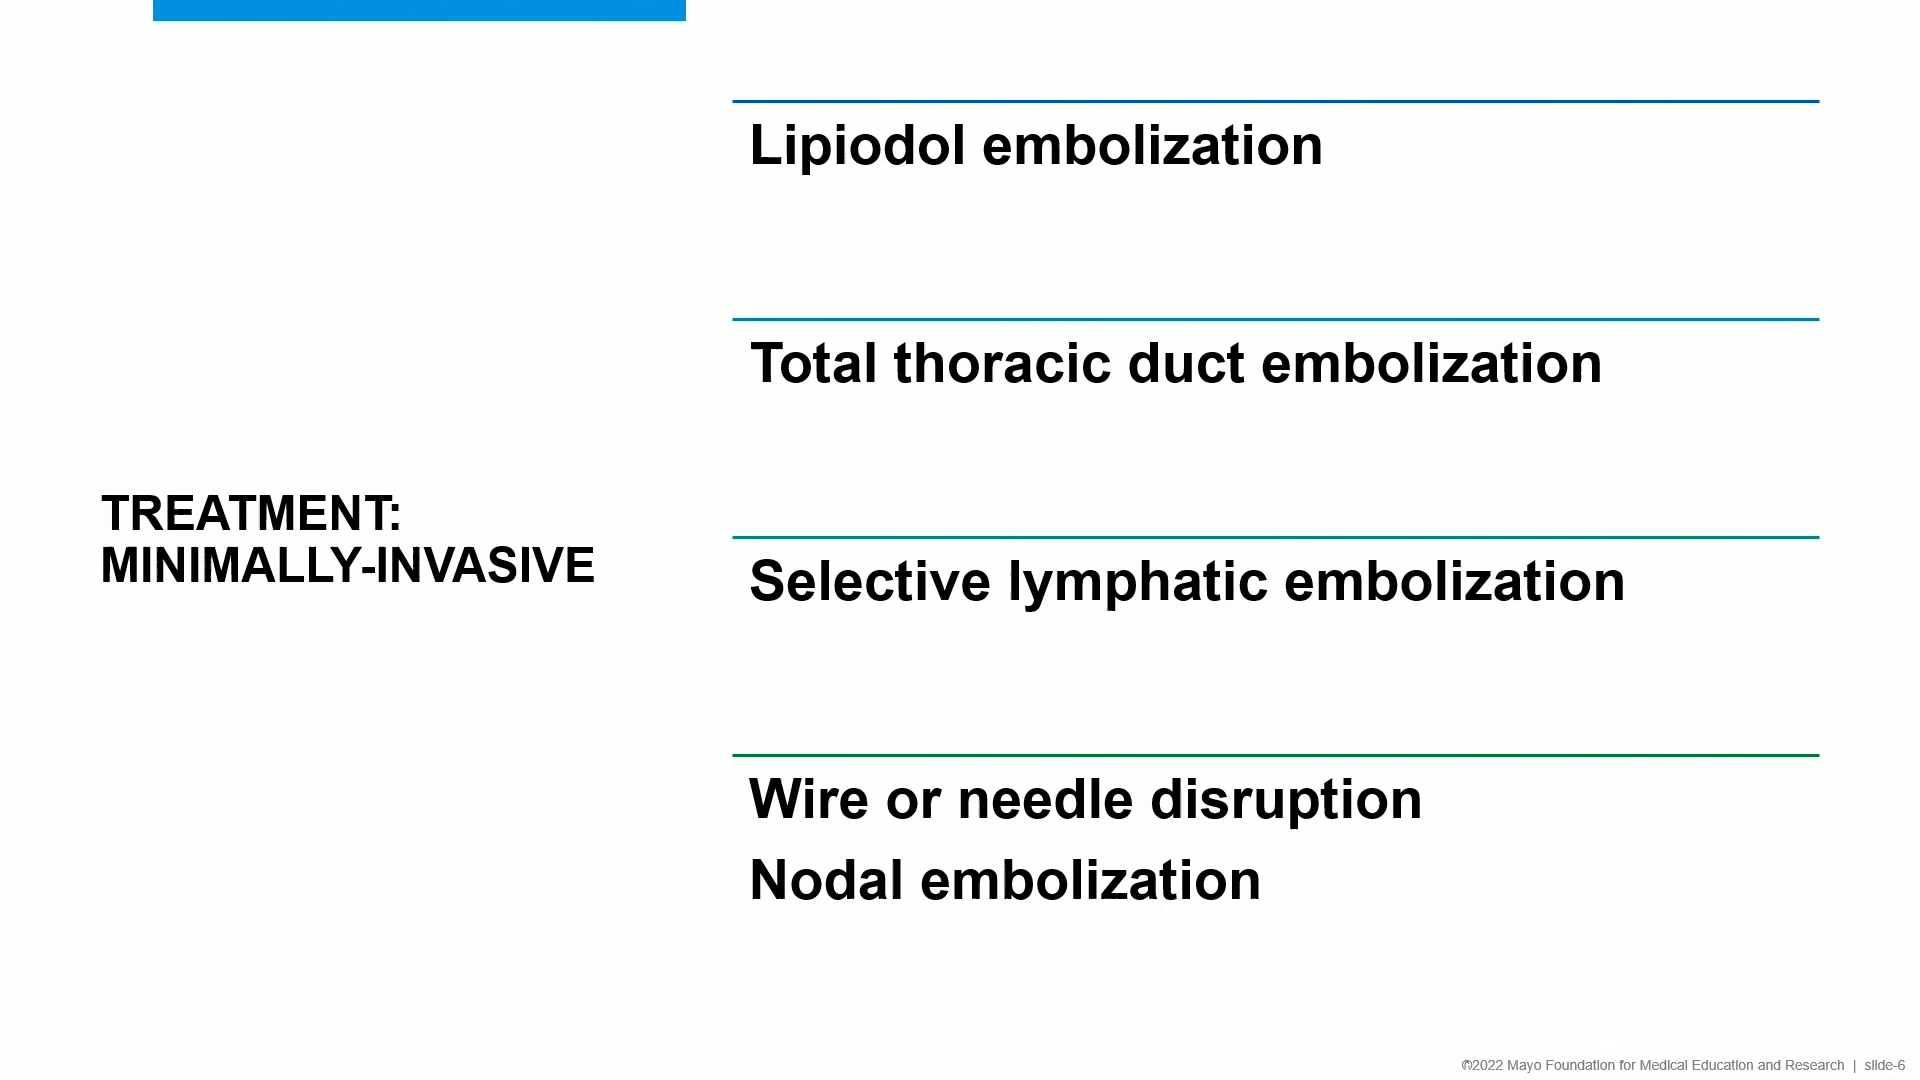 TREATMENT:
MINIMALLY-INVASIVE
Lipiodol embolization
Total thoracic duct embolization
Selective lymphatic embolization
Wire or needle disruption
Nodal embolization
©2022 Mayo Foundation for Medical Education and Research | slide-6